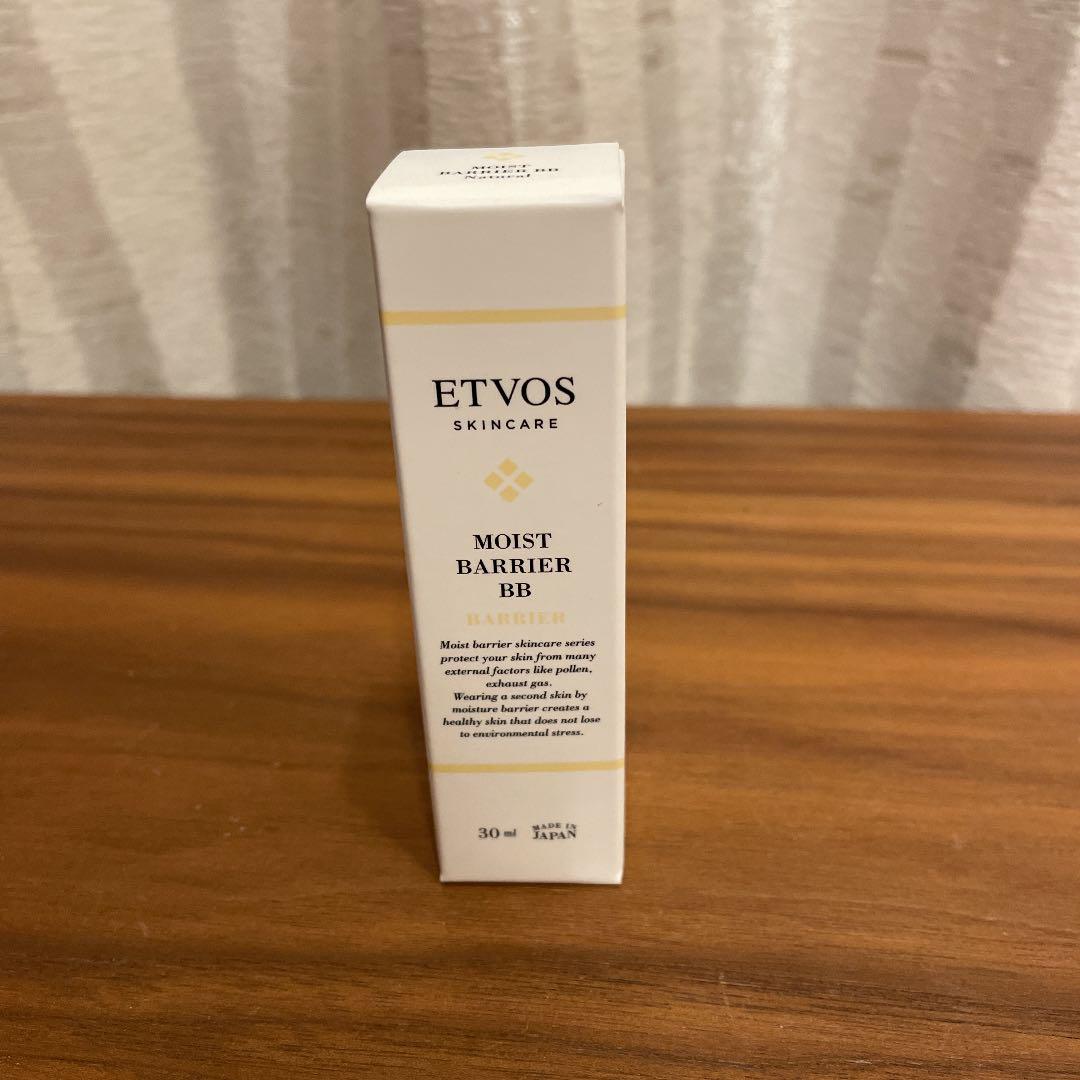 MOIST
BARRIER BB
Natural
ETVOS
SKINCARE
MOIST
BARRIER
BB
BARRIER
Moist barrier skincare series
protect your skin from many
external factors like pollen,
exhaust gas.
Wearing a second skin by
moisture barrier creates a
healthy skin that does not lose
to environmental stress.
30 ml MADE IN
JAPAN